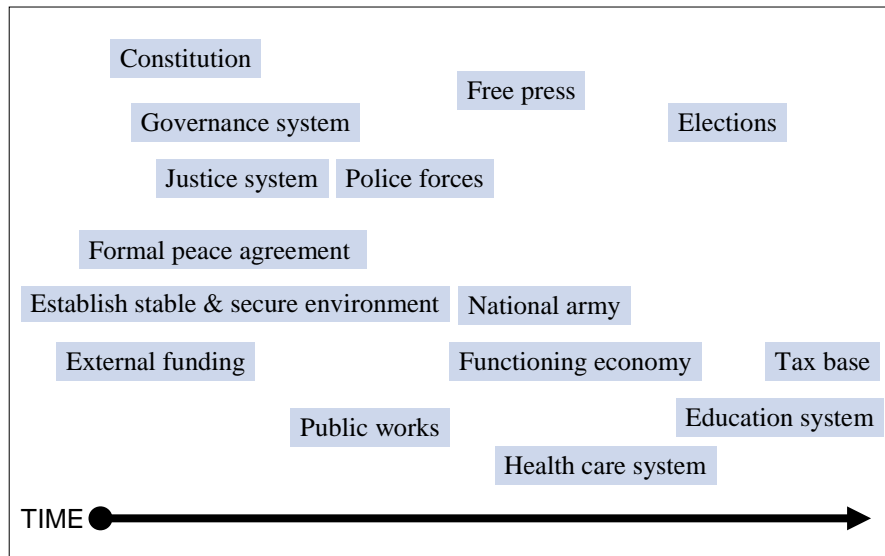 Constitution
Free press
Governance system
Elections
Justice system
Police forces
Formal peace agreement
Establish stable & secure environment
National army
External funding
Functioning economy
Tax base
Public works
Education system
Health care system
TIME